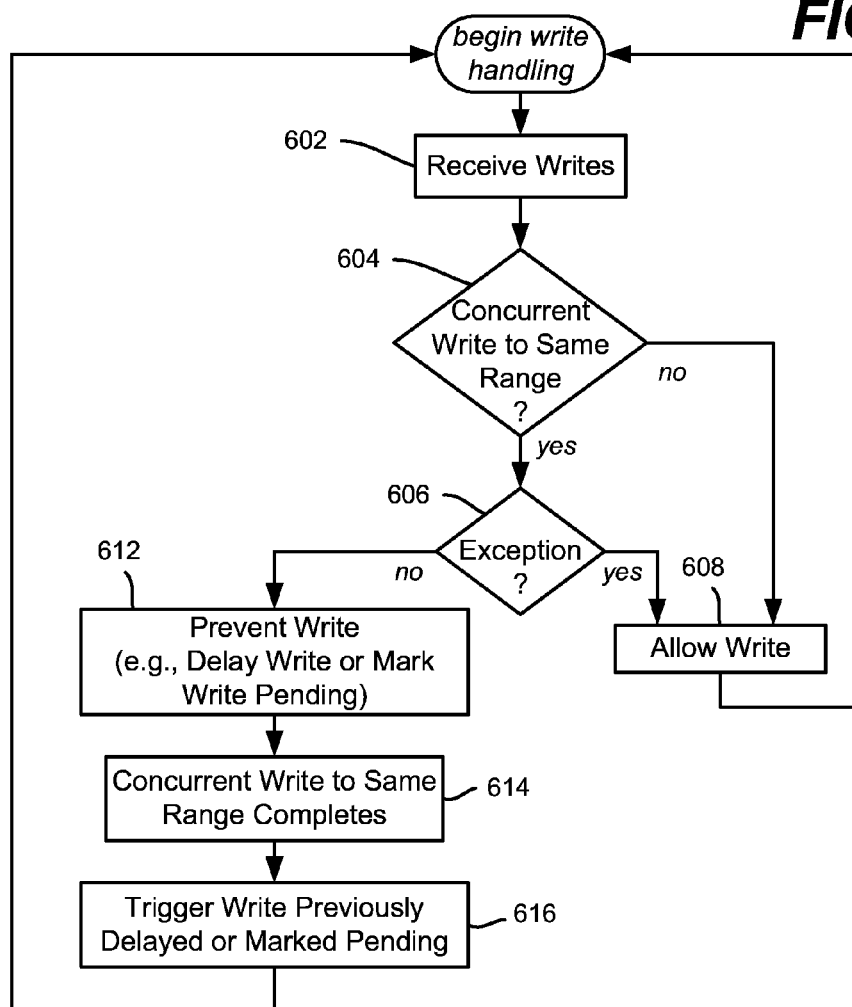 FIG
begin write
handling
602
Receive Writes
604
Concurrent
Write to Same
Range
?
no
yes
606
Exception
?
no
yes
612
608
Prevent Write
(e.g., Delay Write or Mark
Write Pending)
Allow Write
Concurrent Write to Same
Range Completes
614
Trigger Write Previously
Delayed or Marked Pending
616